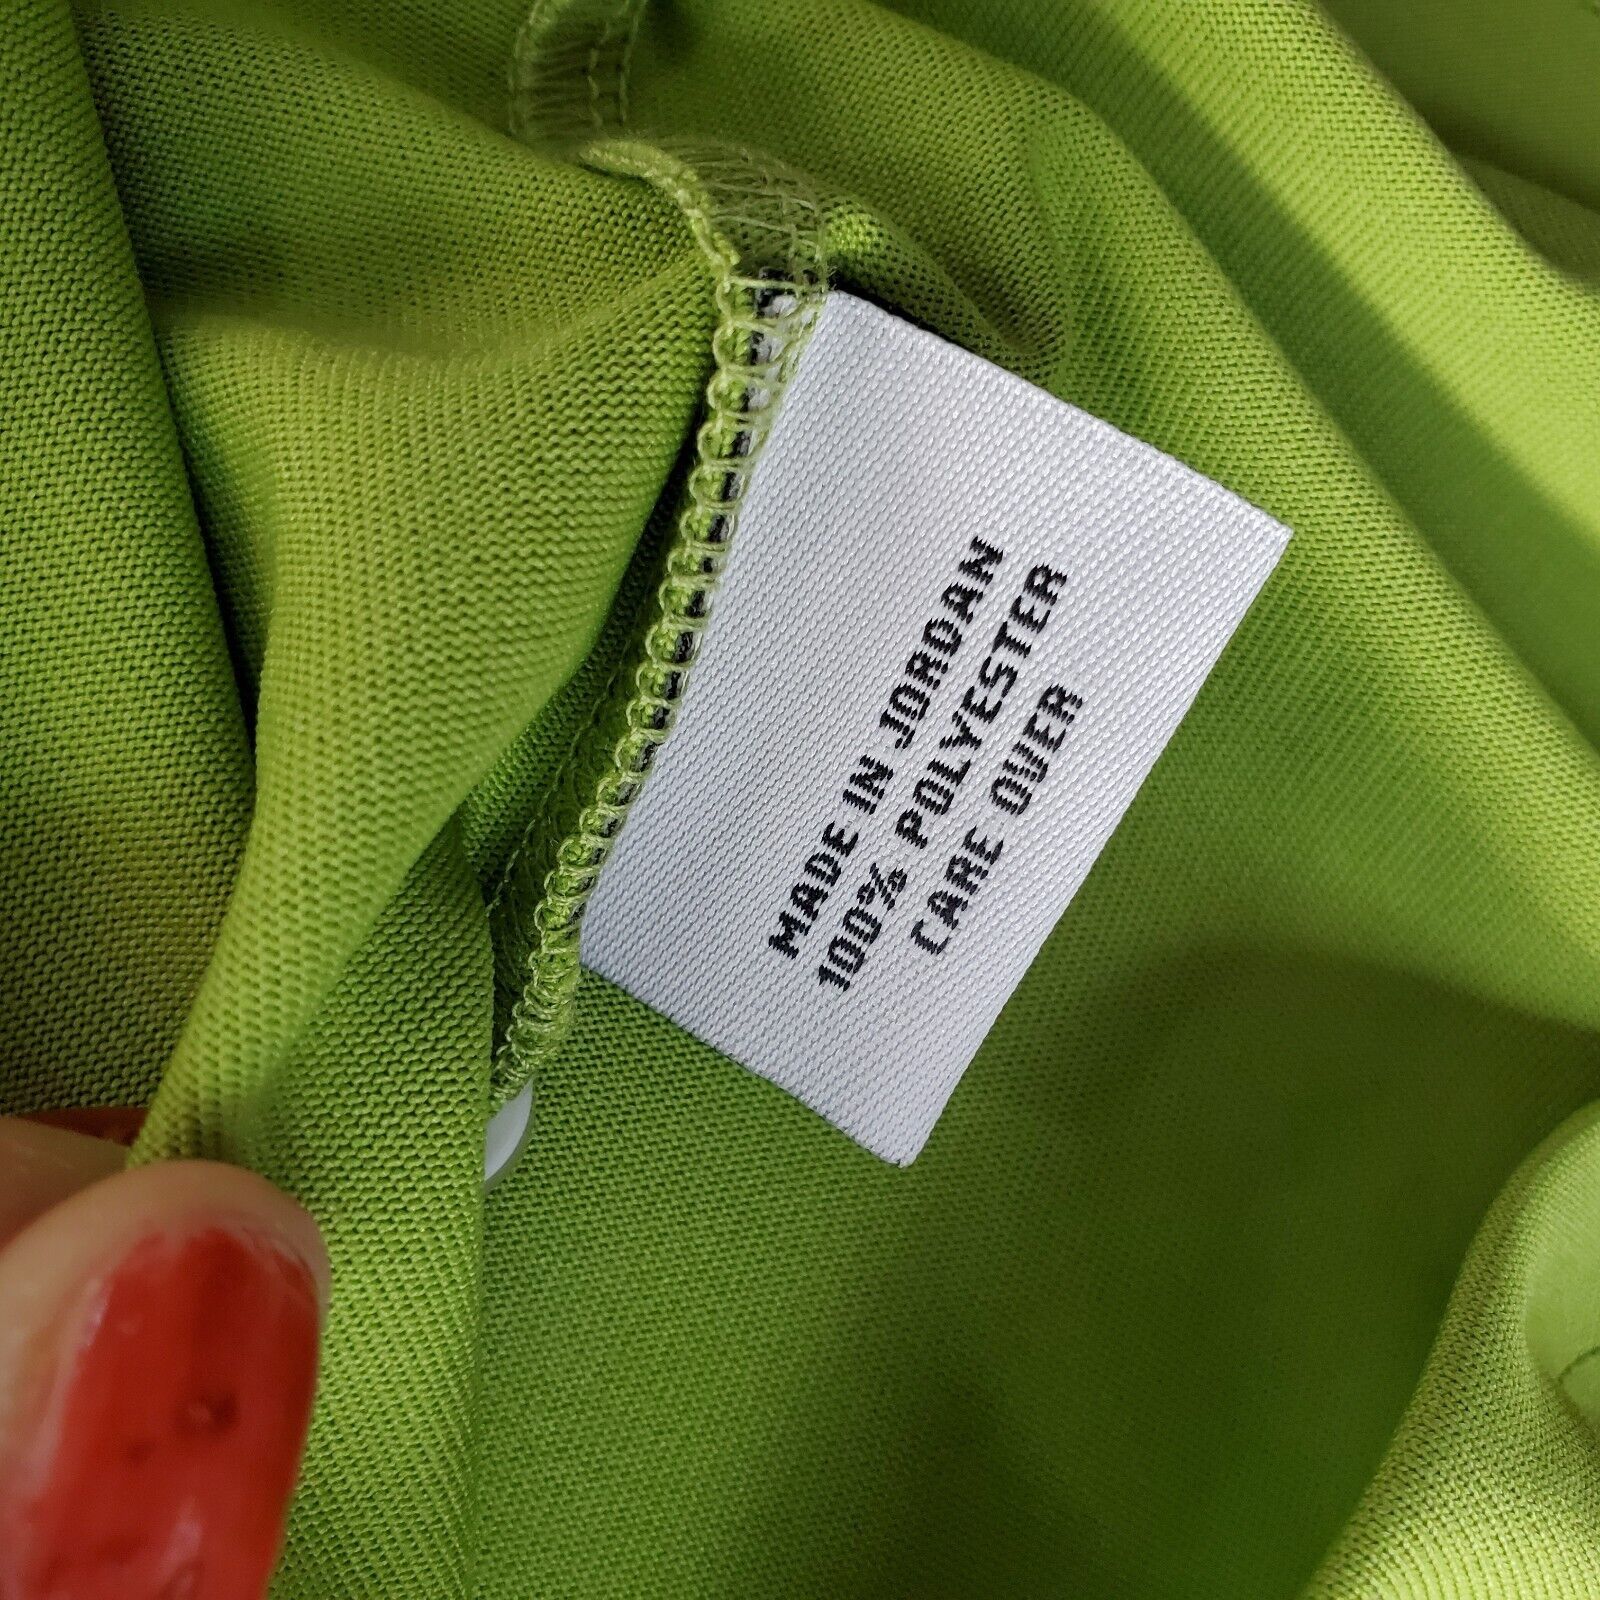 MADE IN JORDAN
100% POLYESTER
CARE OVER